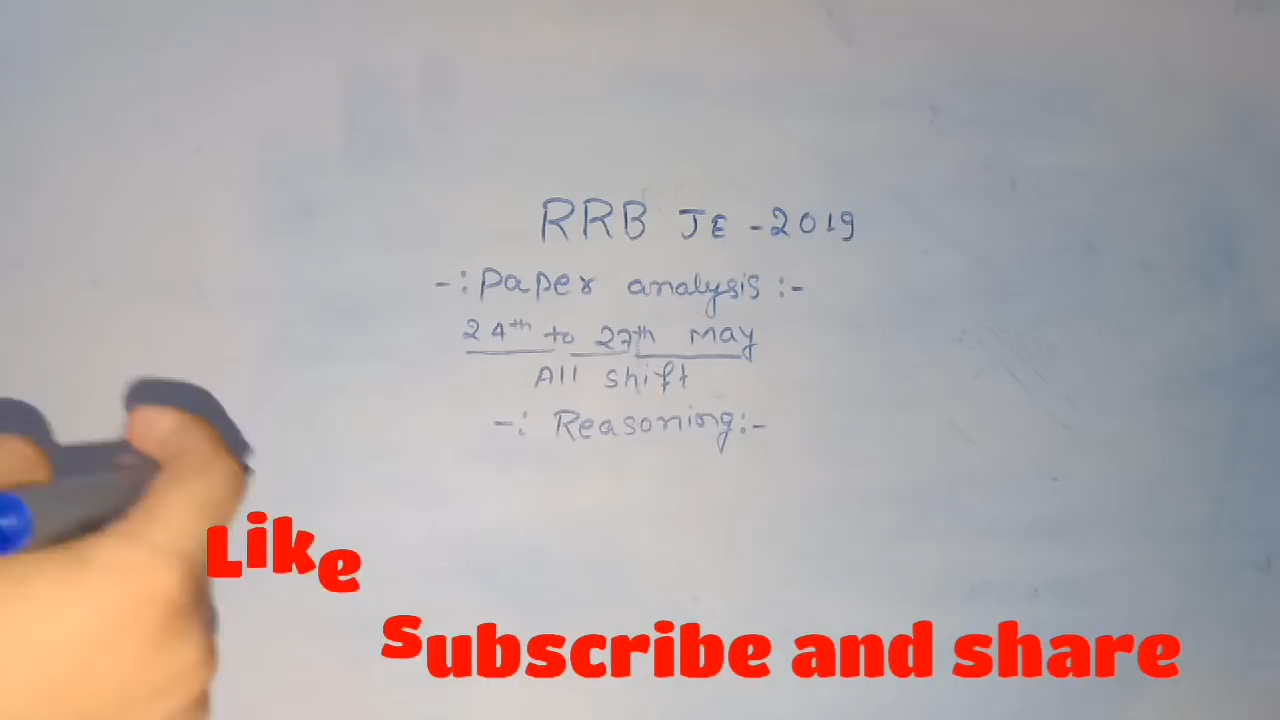 RRB JE - 2019
-: Paper analysis :-
24th to 27th May
All shift
-: Reasoning :-
Like
Subscribe and share